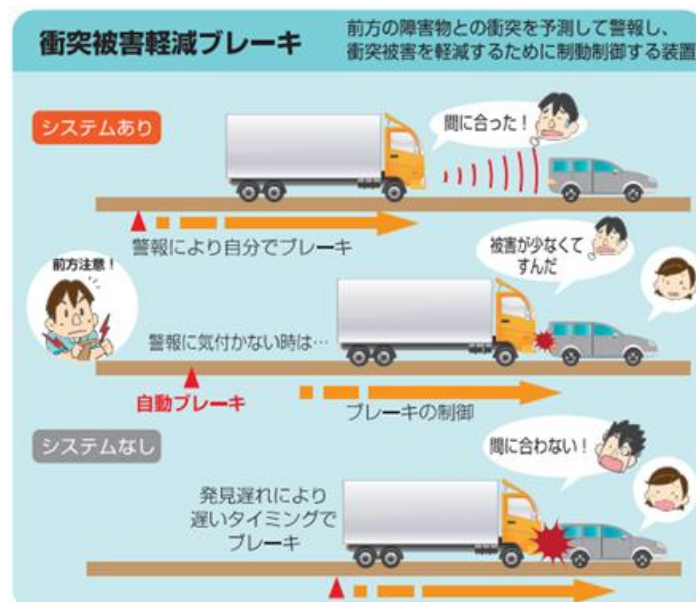 衝突被害軽減ブレーキ
前方の障害物との衝突を予測して警報し、
衝突被害を軽減するために制動制御する装置
システムあり
間に合った！
警報により自分でブレーキ
前方注意！
被害が少なくて
すんだ
警報に気付かない時は…
自動ブレーキ
ブレーキの制御
システムなし
間に合わない！
発見遅れにより
遅いタイミングで
ブレーキ